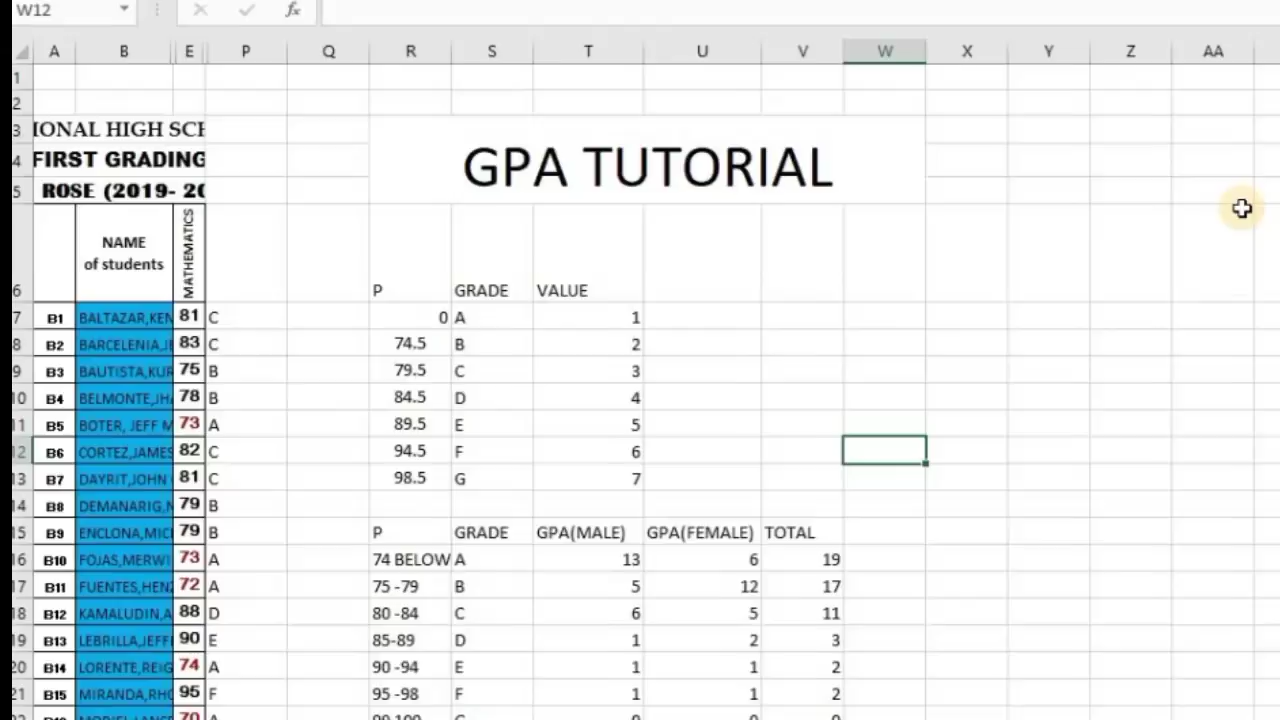 W12 fx
A B E P Q R S T U V W X Y Z AA
1
2
3 IONAL HIGH SCH
4 FIRST GRADING
GPA TUTORIAL
5 ROSE (2019- 20
NAME
of students
MATHEMATICS
6 P GRADE VALUE
7 B1 BALTAZAR,KEN 81 C 0 A 1
8 B2 BARCELENIA,JE 83 C 74.5 B 2
9 B3 BAUTISTA,KUR 75 B 79.5 C 3
10 B4 BELMONTE,JHA 78 B 84.5 D 4
11 B5 BOTER, JEFF M 73 A 89.5 E 5
12 B6 CORTEZ,JAMES 82 C 94.5 F 6
13 B7 DAYRIT,JOHN 81 C 98.5 G 7
14 B8 DEMANARIG, 79 B
15 B9 ENCLONA,MIC 79 B P GRADE GPA(MALE) GPA(FEMALE) TOTAL
16 B10 FOJAS,MERWI 73 A 74 BELOW A 13 6 19
17 B11 FUENTES,HENZ 72 A 75 -79 B 5 12 17
18 B12 KAMALUDIN,A 88 D 80 -84 C 6 5 11
19 B13 LEBRILLA,JEFF 90 E 85-89 D 1 2 3
20 B14 LORENTE,REIG 74 A 90 -94 E 1 1 2
21 B15 MIRANDA,RHO 95 F 95 -98 F 1 1 2
70 A